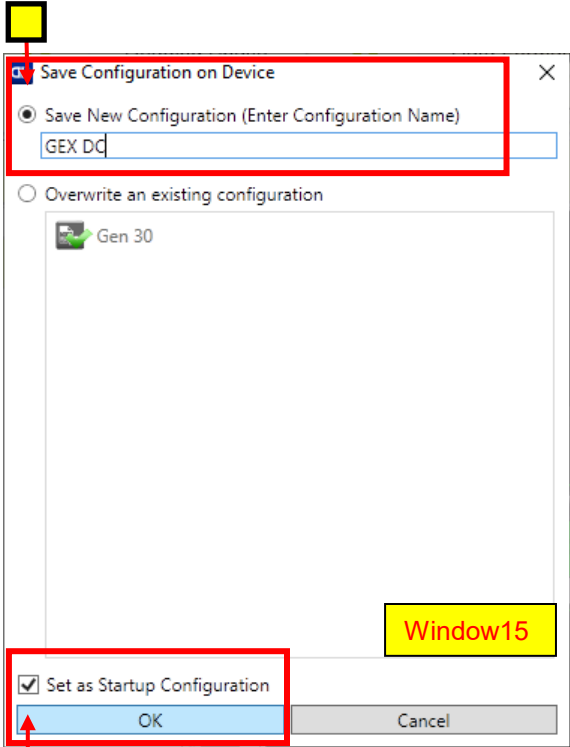 Save Configuration on Device
Save New Configuration (Enter Configuration Name)
GEX DC
Overwrite an existing configuration
Gen 30
Window15
Set as Startup Configuration
OK
Cancel